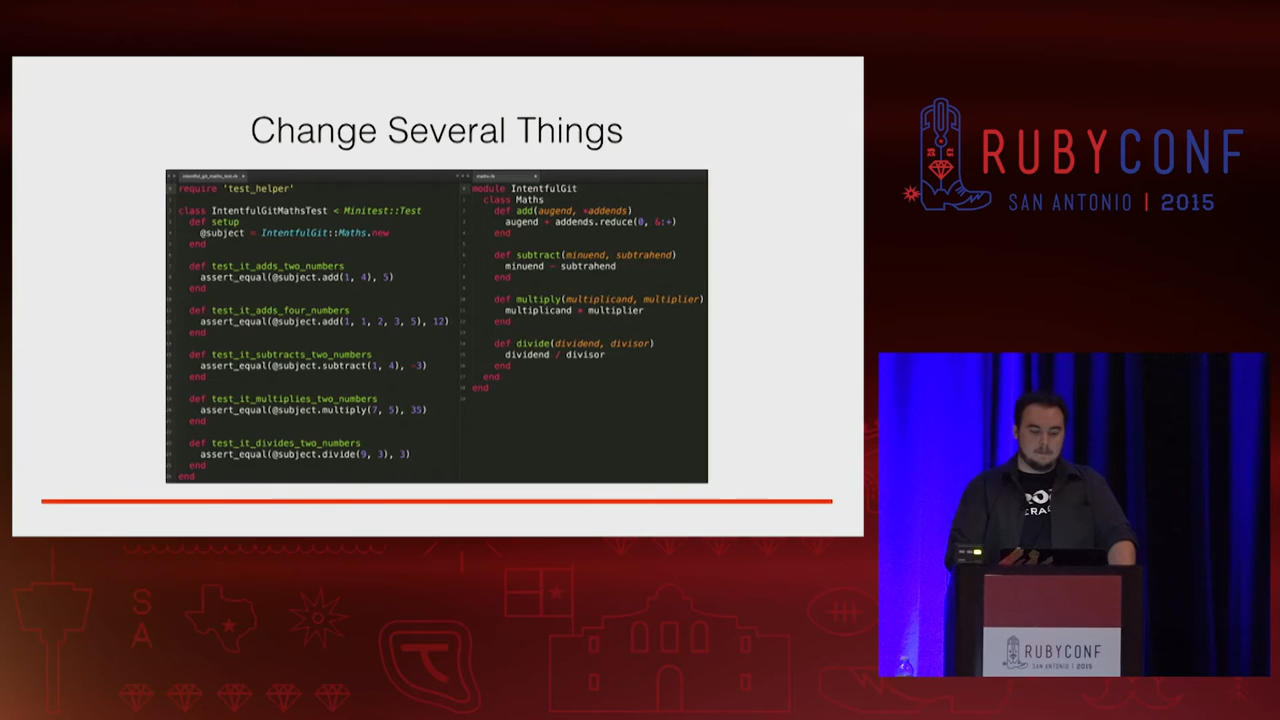 Change Several Things
intentful_git_maths_test.rb
require 'test_helper'
class IntentfulGitMathsTest < Minitest::Test
def setup
@subject = IntentfulGit::Maths.new
end
def test_it_adds_two_numbers
assert_equal(@subject.add(1, 4), 5)
end
def test_it_adds_four_numbers
assert_equal(@subject.add(1, 1, 2, 3, 5), 12)
end
def test_it_subtracts_two_numbers
assert_equal(@subject.subtract(1, 4), -3)
end
def test_it_multiplies_two_numbers
assert_equal(@subject.multiply(7, 5), 35)
end
def test_it_divides_two_numbers
assert_equal(@subject.divide(9, 3), 3)
end
end
maths.rb
module IntentfulGit
class Maths
def add(augend, *addends)
augend + addends.reduce(0, &:+)
end
def subtract(minuend, subtrahend)
minuend - subtrahend
end
def multiply(multiplicand, multiplier)
multiplicand * multiplier
end
def divide(dividend, divisor)
dividend / divisor
end
end
end
RUBYCONF
SAN ANTONIO | 2015
SA
RUBYCONF
SAN ANTONIO | 2015